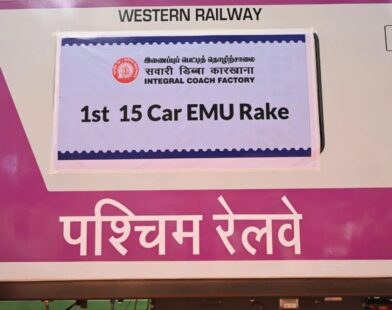 WESTERN RAILWAY
இணைப்புப் பெட்டித் தொழிற்சாலை
सवारी डिब्बा कारखाना
INTEGRAL COACH FACTORY
1st 15 Car EMU Rake
पश्चिम रेलवे